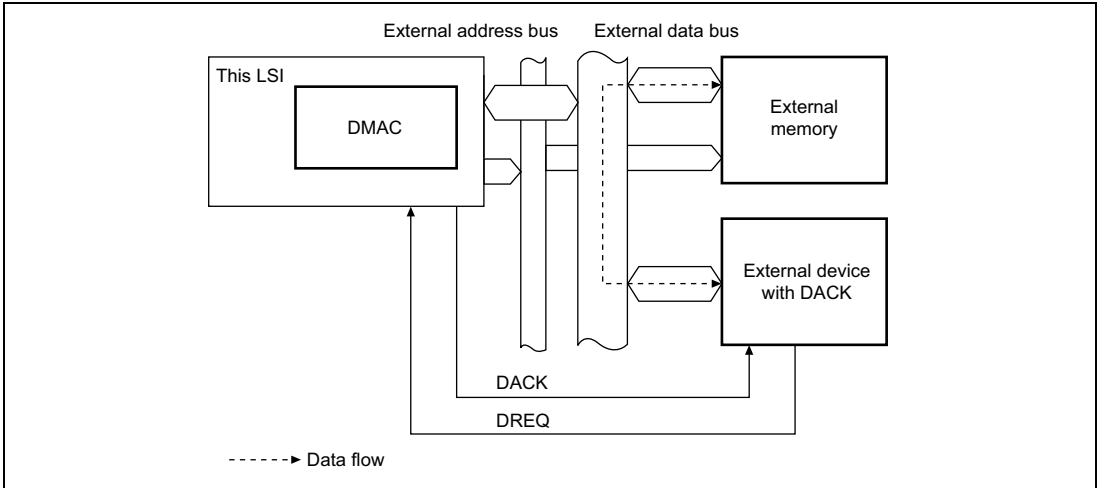 External address bus
External data bus
This LSI
DMAC
External
memory
External device
with DACK
DACK
DREQ
Data flow